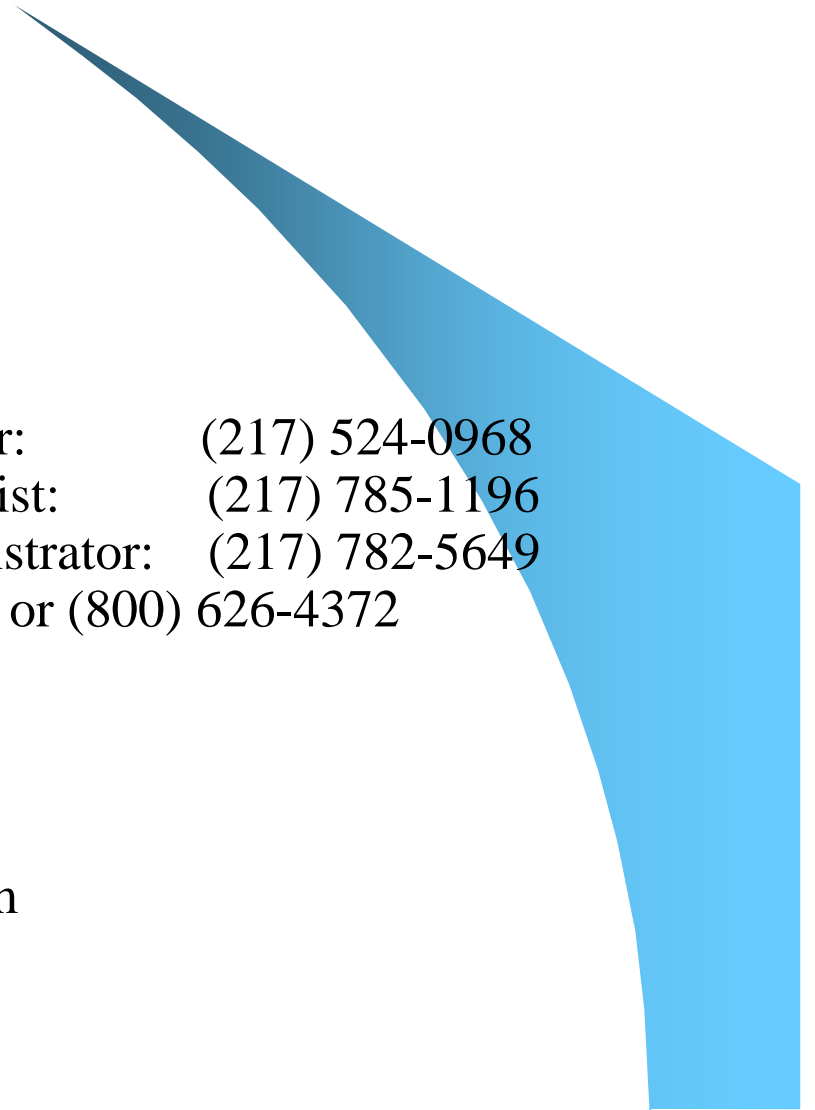 r: (217) 524-0968
ist: (217) 785-1196
strator: (217) 782-5649
or (800) 626-4372
n